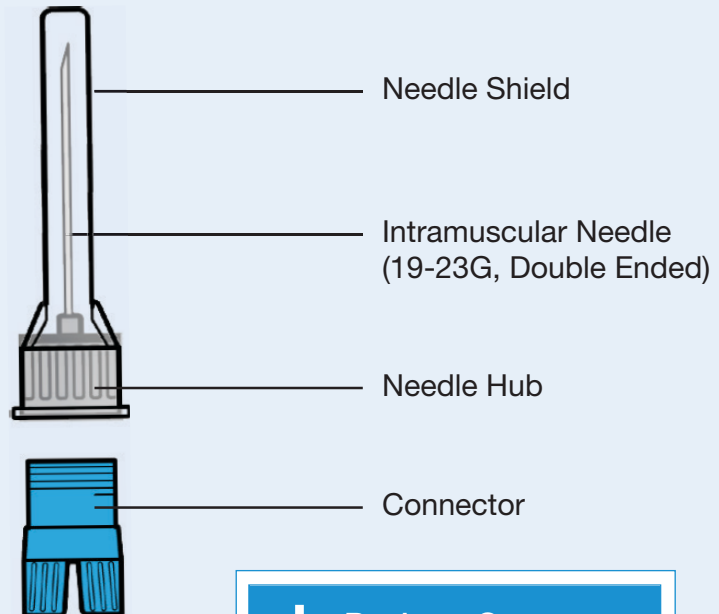 Needle Shield
Intramuscular Needle
(19-23G, Double Ended)
Needle Hub
Connector